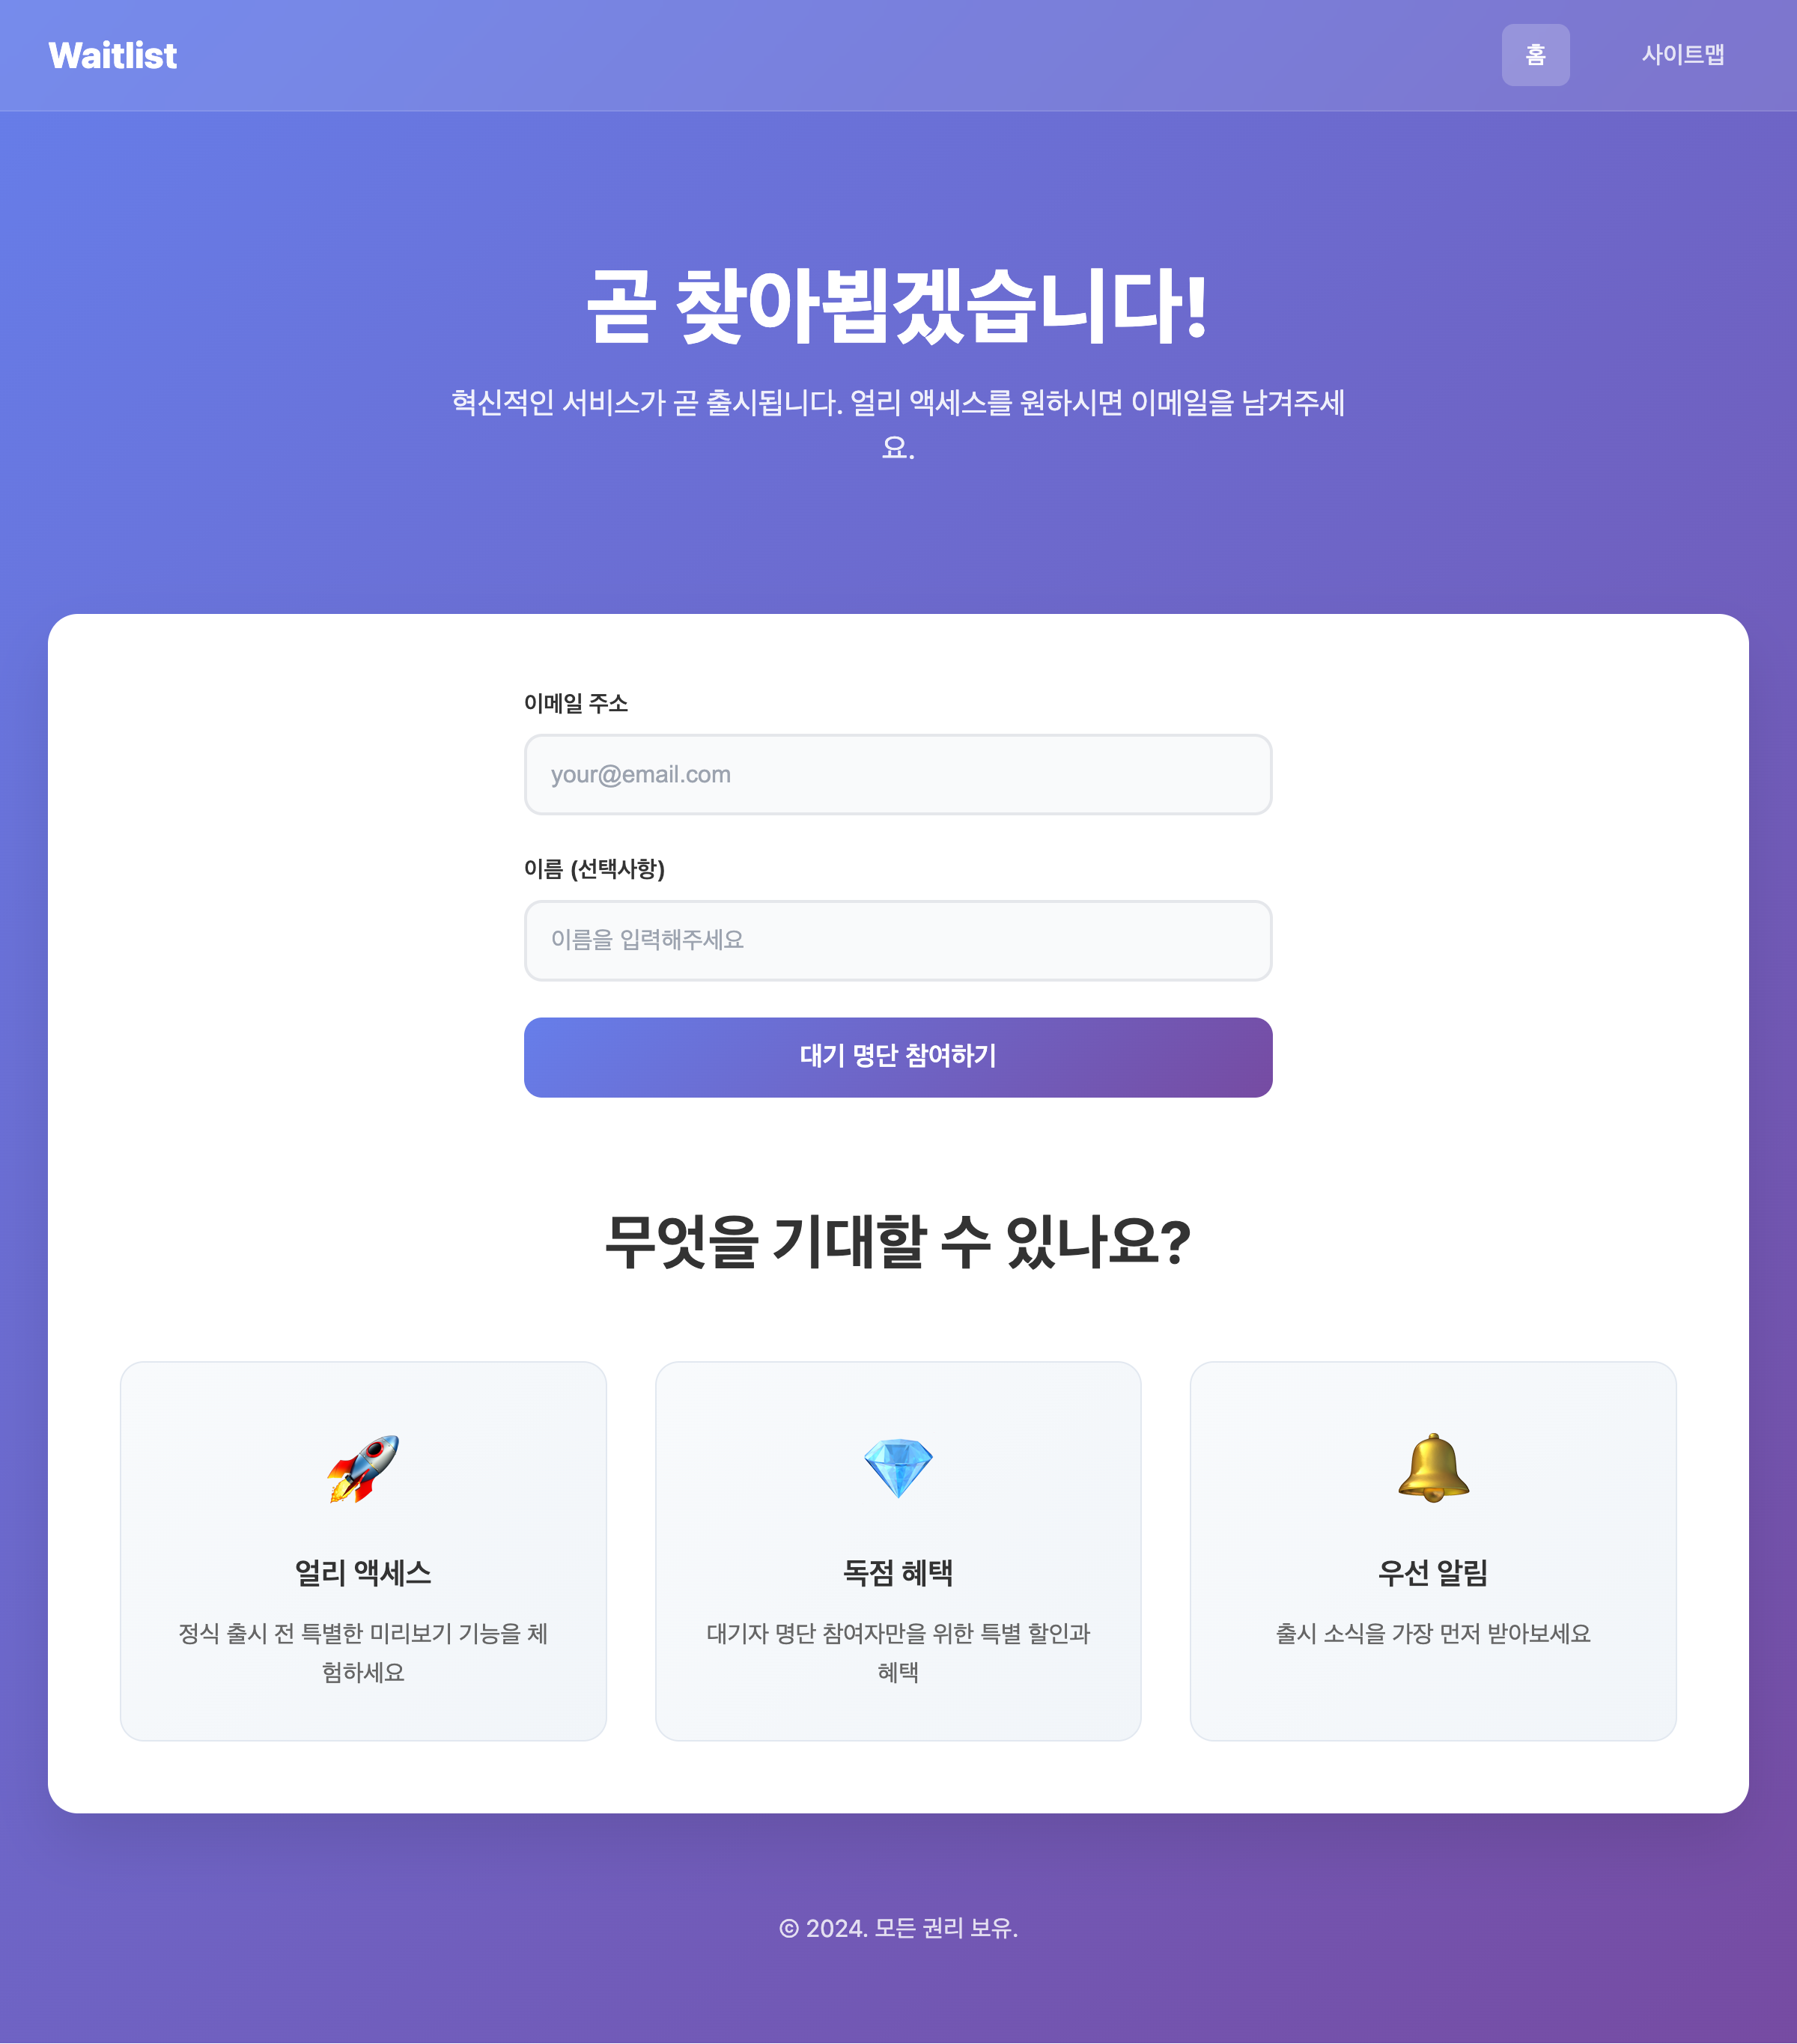 Waitlist
홈
사이트맵
곧 찾아뵙겠습니다!
혁신적인 서비스가 곧 출시됩니다. 얼리 액세스를 원하시면 이메일을 남겨주세
요.
이메일 주소
your@email.com
이름 (선택사항)
이름을 입력해주세요
대기 명단 참여하기
무엇을 기대할 수 있나요?
얼리 액세스
정식 출시 전 특별한 미리보기 기능을 체
험하세요
독점 혜택
대기자 명단 참여자만을 위한 특별 할인과
혜택
우선 알림
출시 소식을 가장 먼저 받아보세요
© 2024. 모든 권리 보유.